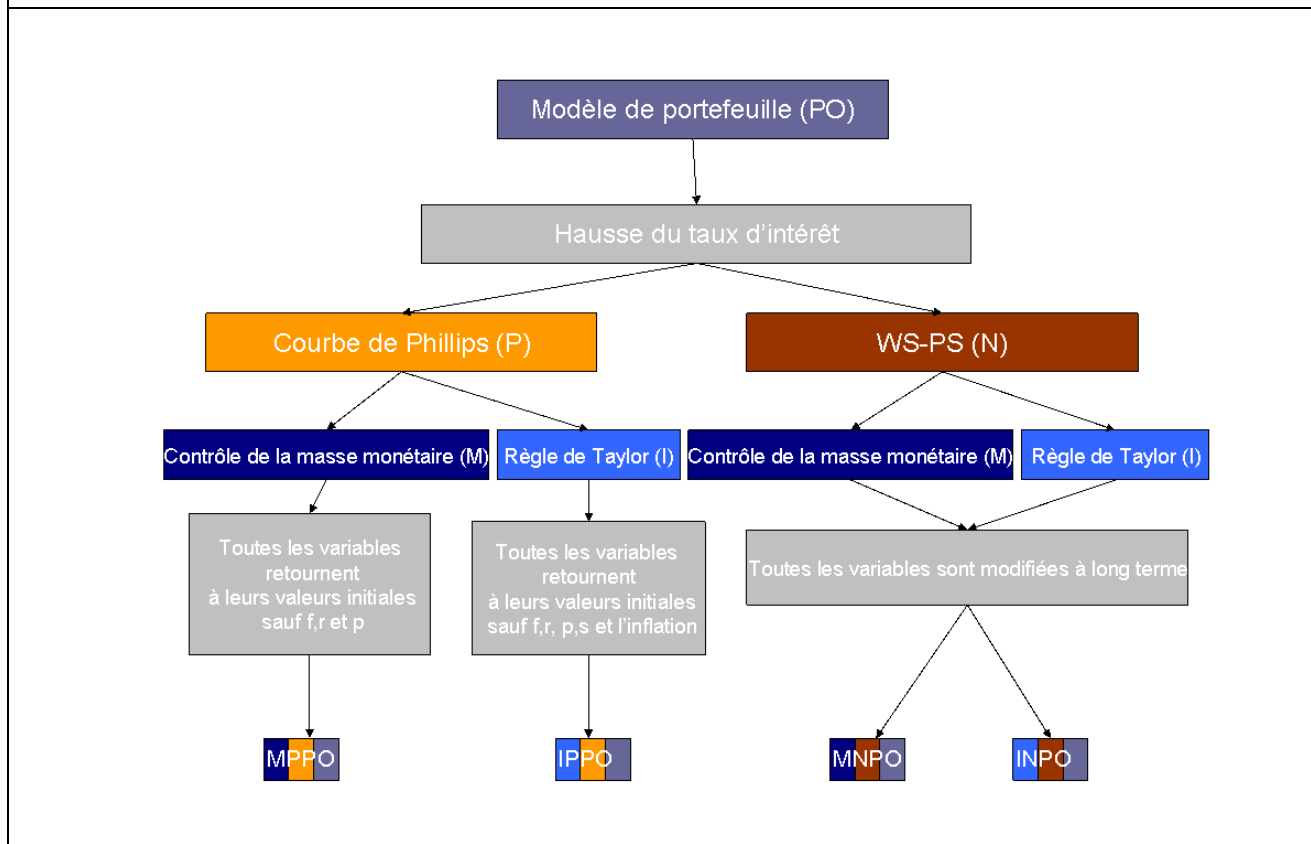 Modèle de portefeuille (PO)
Hausse du taux d'intérêt
Courbe de Phillips (P)
WS-PS (N)
Contrôle de la masse monétaire (M)
Règle de Taylor (I)
Contrôle de la masse monétaire (M)
Règle de Taylor (I)
Toutes les variables
retournent
à leurs valeurs initiales
sauf f,r et p
Toutes les variables
retournent
à leurs valeurs initiales
sauf f,r, p,s et l'inflation
Toutes les variables sont modifiées à long terme
MPPO
IPPO
MNPO
INPO